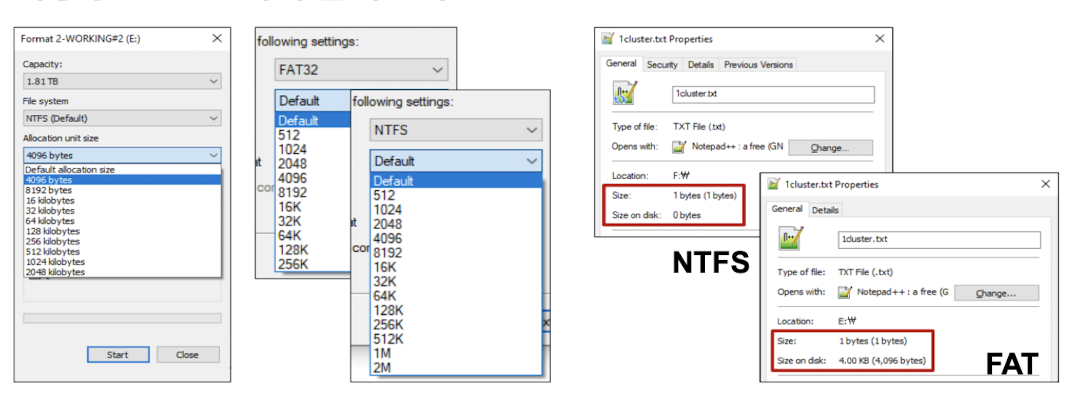 Format 2-WORKING#2 (E:)
Capacity:
1.81 TB
File system
NTFS (Default)
Allocation unit size
4096 bytes
Default allocation size
4096 bytes
8192 bytes
16 kilobytes
32 kilobytes
64 kilobytes
128 kilobytes
256 kilobytes
512 kilobytes
1024 kilobytes
2048 kilobytes
Start
Close
following settings:
FAT32
Default
Default
512
1024
2048
4096
8192
16K
32K
64K
128K
256K
following settings:
NTFS
Default
Default
512
1024
2048
4096
8192
16K
32K
64K
128K
256K
512K
1M
2M
1cluster.txt Properties
General Security Details Previous Versions
1cluster.txt
Type of file: TXT File (.txt)
Opens with: Notepad++ : a free (GN Change...
Location: F:₩
Size: 1 bytes (1 bytes)
Size on disk: 0 bytes
NTFS
1cluster.txt Properties
General Details
1cluster.txt
Type of file: TXT File (.txt)
Opens with: Notepad++ : a free (G Change...
Location: E:₩
Size: 1 bytes (1 bytes)
Size on disk: 4.00 KB (4,096 bytes)
FAT